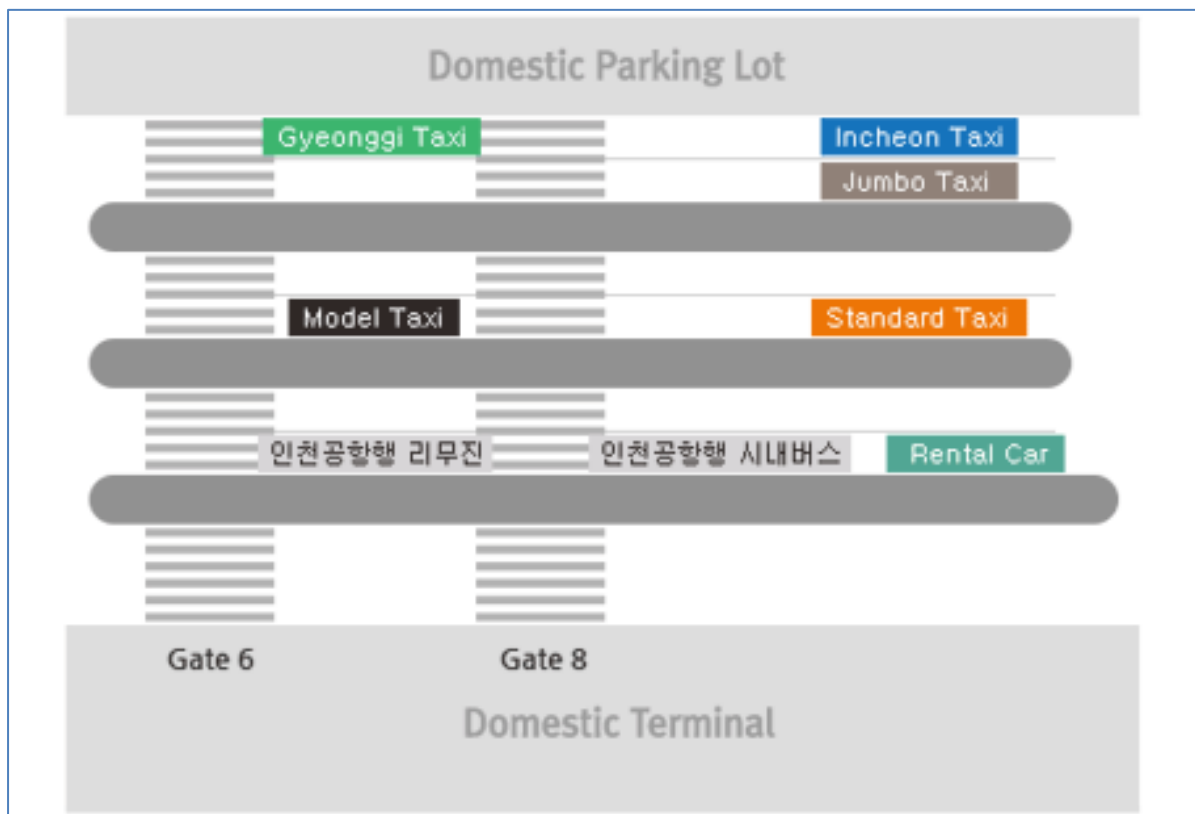 Domestic Parking Lot
Gyeonggi Taxi
Incheon Taxi
Jumbo Taxi
Model Taxi
Standard Taxi
인천공항행 리무진
인천공항행 시내버스
Rental Car
Gate 6
Gate 8
Domestic Terminal